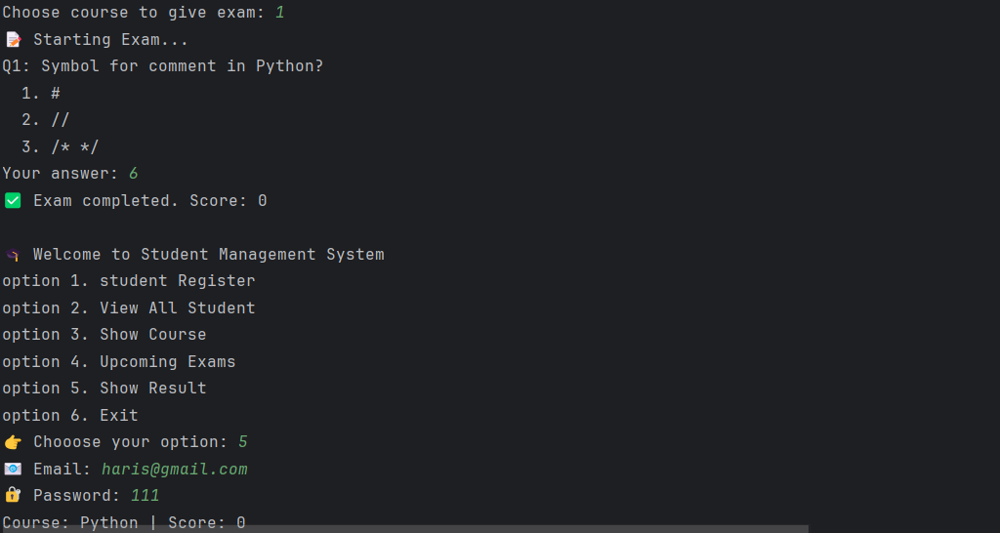 Choose course to give exam: 1
📝 Starting Exam...
Q1: Symbol for comment in Python?
1. #
2. //
3. /* */
Your answer: 6
✅ Exam completed. Score: 0
🎓 Welcome to Student Management System
option 1. student Register
option 2. View All Student
option 3. Show Course
option 4. Upcoming Exams
option 5. Show Result
option 6. Exit
👉 Chooose your option: 5
📧 Email: haris@gmail.com
🔐 Password: 111
Course: Python | Score: 0